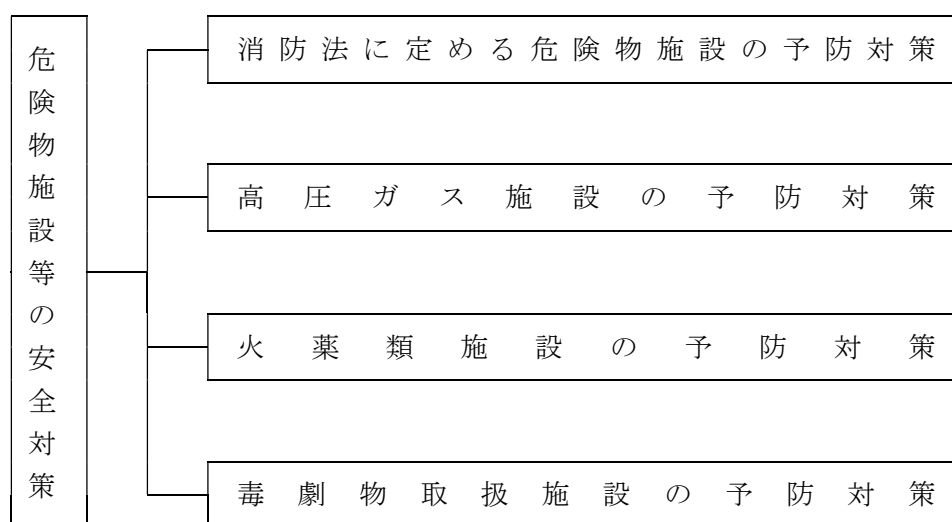 危険物施設等の安全対策
消防法に定める危険物施設の予防対策
高圧ガス施設の予防対策
火薬類施設の予防対策
毒劇物取扱施設の予防対策